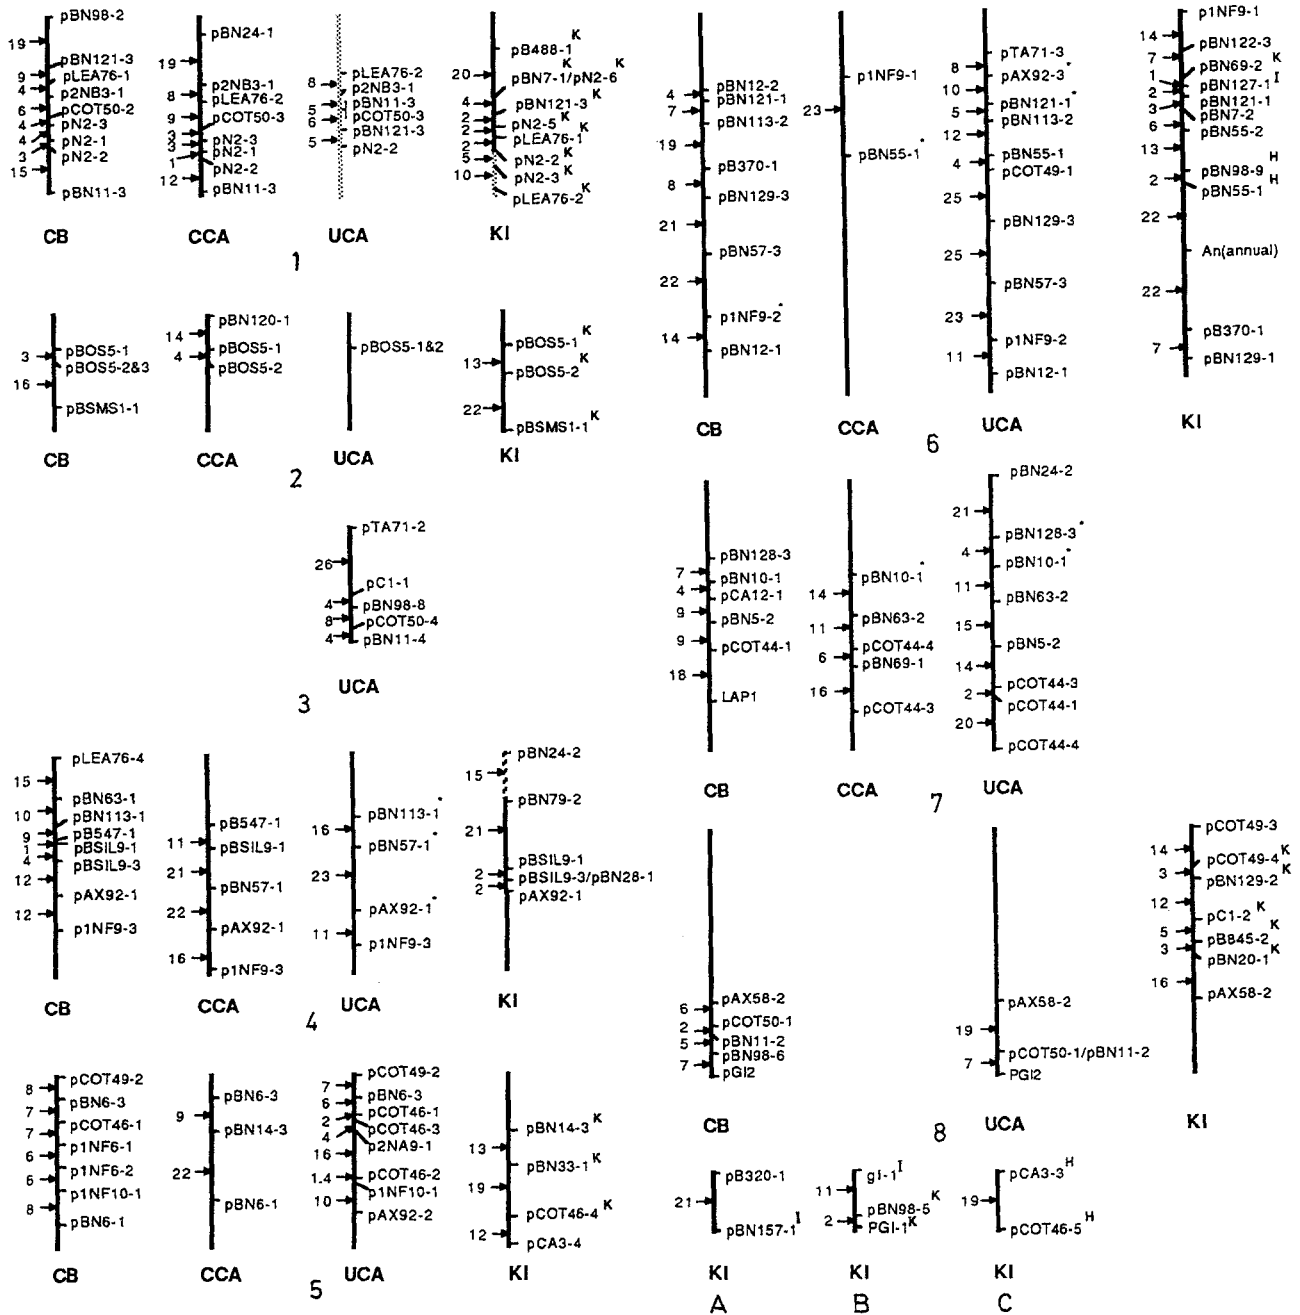 pBN98-2
19
pBN121-3
9
pLEA76-1
4
p2NB3-1
6
pCOT50-2
4
pN2-3
4
pN2-1
3
pN2-2
15
pBN11-3
CB
pBN24-1
19
p2NB3-1
8
pLEA76-2
9
pCOT50-3
3
pN2-3
3
pN2-1
1
pN2-2
12
pBN11-3
CCA
pLEA76-2
8
p2NB3-1
5
pBN11-3
1
pCOT50-3
6
pBN121-3
5
pN2-2
UCA
pB488-1 K
20
pBN7-1/pN2-6 K K
4
pBN121-3 K
2
pN2-5 K
2
pLEA76-1 K
2
pN2-2 K
5
pN2-3 K
10
pLEA76-2 K
KI
1
pBOS5-1
3
pBOS5-2&3
16
pBSMS1-1
CB
pBN120-1
14
pBOS5-1
4
pBOS5-2
CCA
pBOS5-1&2
UCA
pBOS5-1 K
13
pBOS5-2 K
22
pBSMS1-1 K
KI
2
pTA71-2
26
pC1-1
4
pBN98-8
8
pCOT50-4
4
pBN11-4
UCA
3
pLEA76-4
15
pBN63-1
10
pBN113-1
9
pB547-1
1
pBSIL9-1
4
pBSIL9-3
12
pAX92-1
12
p1NF9-3
CB
pB547-1
11
pBSIL9-1
21
pBN57-1
22
pAX92-1
16
p1NF9-3
CCA
pBN113-1*
16
pBN57-1*
23
pAX92-1*
11
p1NF9-3
UCA
pBN24-2
15
pBN79-2
21
pBSIL9-1
2
pBSIL9-3/pBN28-1
2
pAX92-1
KI
4
pCOT49-2
8
pBN6-3
7
pCOT46-1
7
p1NF6-1
6
p1NF6-2
6
p1NF10-1
8
pBN6-1
CB
pBN6-3
9
pBN14-3
22
pBN6-1
CCA
pCOT49-2
7
pBN6-3
6
pCOT46-1
2
pCOT46-3
4
p2NA9-1
16
pCOT46-2
1.4
p1NF10-1
10
pAX92-2
UCA
pBN14-3 K
13
pBN33-1 K
19
pCOT46-4 K
12
pCA3-4
KI
5
pBN12-2
4
pBN121-1
7
pBN113-2
19
pB370-1
8
pBN129-3
21
pBN57-3
22
p1NF9-2*
14
pBN12-1
CB
p1NF9-1
23
pBN55-1*
CCA
pTA71-3
8
pAX92-3*
10
pBN121-1*
5
pBN113-2
12
pBN55-1
4
pCOT49-1
25
pBN129-3
25
pBN57-3
23
p1NF9-2
11
pBN12-1
UCA
p1NF9-1
14
pBN122-3
7
pBN69-2 K
1
pBN127-1 I
2
pBN121-1
3
pBN7-2
6
pBN55-2
13
pBN98-9 H
2
pBN55-1 H
22
An(annual)
22
pB370-1
7
pBN129-1
KI
6
pBN128-3
7
pBN10-1
4
pCA12-1
9
pBN5-2
9
pCOT44-1
18
LAP1
CB
pBN10-1*
14
pBN63-2
11
pCOT44-4
6
pBN69-1
16
pCOT44-3
CCA
pBN24-2
21
pBN128-3*
4
pBN10-1*
11
pBN63-2
15
pBN5-2
14
pCOT44-3
2
pCOT44-1
20
pCOT44-4
UCA
7
pAX58-2
6
pCOT50-1
2
pBN11-2
5
pBN98-6
7
pGI2
CB
pAX58-2
19
pCOT50-1/pBN11-2
7
PGI2
UCA
pCOT49-3
14
pCOT49-4 K
3
pBN129-2 K
12
pC1-2 K
5
pB845-2 K
3
pBN20-1 K
16
pAX58-2
KI
8
pB320-1
21
pBN157-1 I
KI
A
gi-1 I
11
pBN98-5 K
2
PGI-1 K
KI
B
pCA3-3 H
19
pCOT46-5 H
KI
C